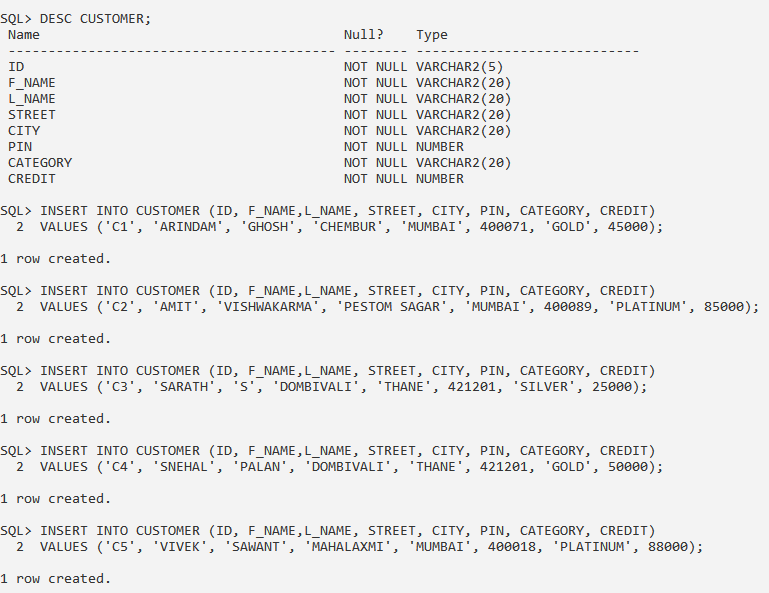 SQL> DESC CUSTOMER;
 Name                                      Null?    Type
 ----------------------------------------- -------- ----------------------------
 ID                                        NOT NULL VARCHAR2(5)
 F_NAME                                    NOT NULL VARCHAR2(20)
 L_NAME                                    NOT NULL VARCHAR2(20)
 STREET                                    NOT NULL VARCHAR2(20)
 CITY                                      NOT NULL VARCHAR2(20)
 PIN                                       NOT NULL NUMBER
 CATEGORY                                  NOT NULL VARCHAR2(20)
 CREDIT                                    NOT NULL NUMBER
SQL> INSERT INTO CUSTOMER (ID, F_NAME,L_NAME, STREET, CITY, PIN, CATEGORY, CREDIT)
  2  VALUES ('C1', 'ARINDAM', 'GHOSH', 'CHEMBUR', 'MUMBAI', 400071, 'GOLD', 45000);
1 row created.
SQL> INSERT INTO CUSTOMER (ID, F_NAME,L_NAME, STREET, CITY, PIN, CATEGORY, CREDIT)
  2  VALUES ('C2', 'AMIT', 'VISHWAKARMA', 'PESTOM SAGAR', 'MUMBAI', 400089, 'PLATINUM', 85000);
1 row created.
SQL> INSERT INTO CUSTOMER (ID, F_NAME,L_NAME, STREET, CITY, PIN, CATEGORY, CREDIT)
  2  VALUES ('C3', 'SARATH', 'S', 'DOMBIVALI', 'THANE', 421201, 'SILVER', 25000);
1 row created.
SQL> INSERT INTO CUSTOMER (ID, F_NAME,L_NAME, STREET, CITY, PIN, CATEGORY, CREDIT)
  2  VALUES ('C4', 'SNEHAL', 'PALAN', 'DOMBIVALI', 'THANE', 421201, 'GOLD', 50000);
1 row created.
SQL> INSERT INTO CUSTOMER (ID, F_NAME,L_NAME, STREET, CITY, PIN, CATEGORY, CREDIT)
  2  VALUES ('C5', 'VIVEK', 'SAWANT', 'MAHALAXMI', 'MUMBAI', 400018, 'PLATINUM', 88000);
1 row created.